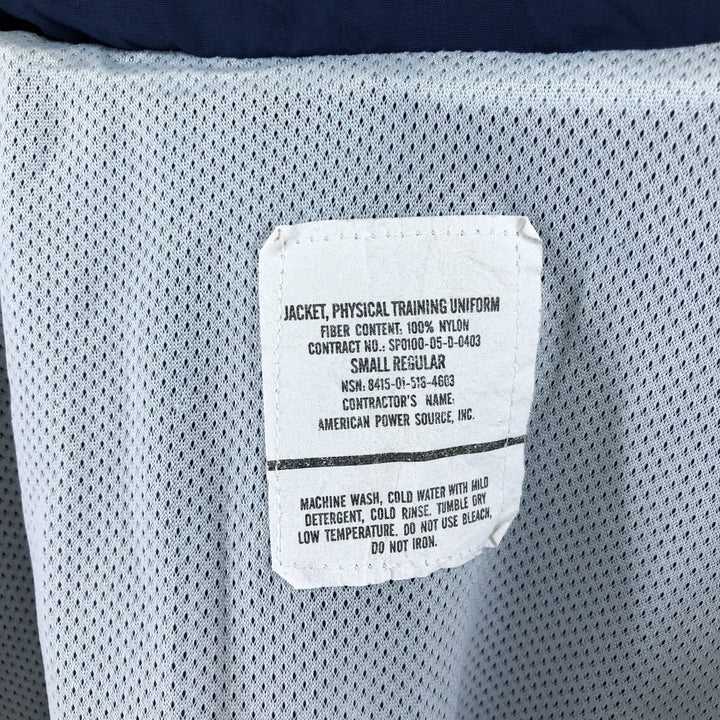 JACKET, PHYSICAL TRAINING UNIFORM
FIBER CONTENT: 100% NYLON
CONTRACT NO.: SPO100-05-D-0403
SMALL REGULAR
NSN: 8415-01-518-4603
CONTRACTOR'S NAME:
AMERICAN POWER SOURCE, INC.
MACHINE WASH, COLD WATER WITH MILD
DETERGENT, COLD RINSE. TUMBLE DRY
LOW TEMPERATURE. DO NOT USE BLEACH,
DO NOT IRON.